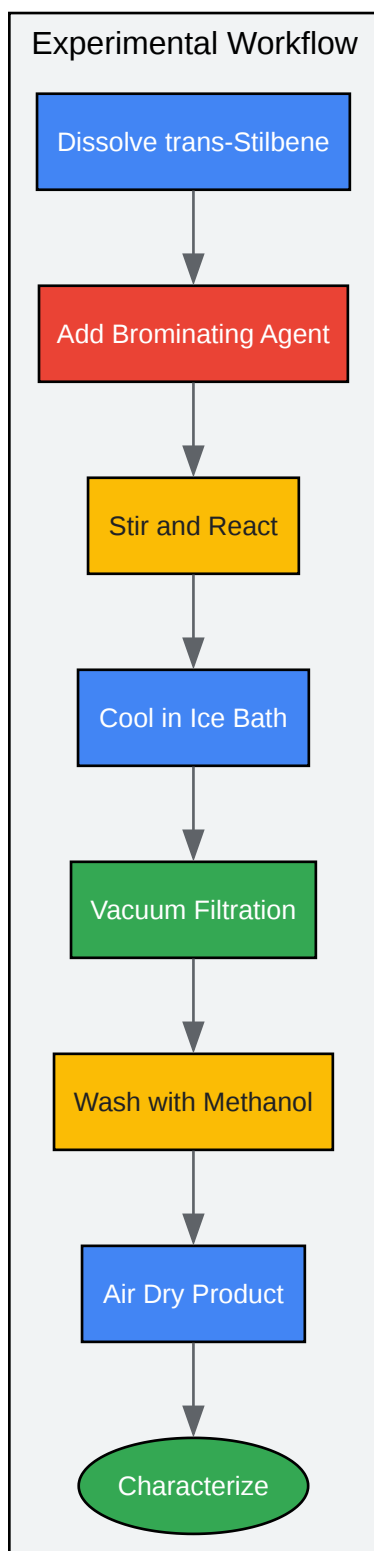 Experimental Workflow
Dissolve trans-Stilbene
Add Brominating Agent
Stir and React
Cool in Ice Bath
Vacuum Filtration
Wash with Methanol
Air Dry Product
Characterize